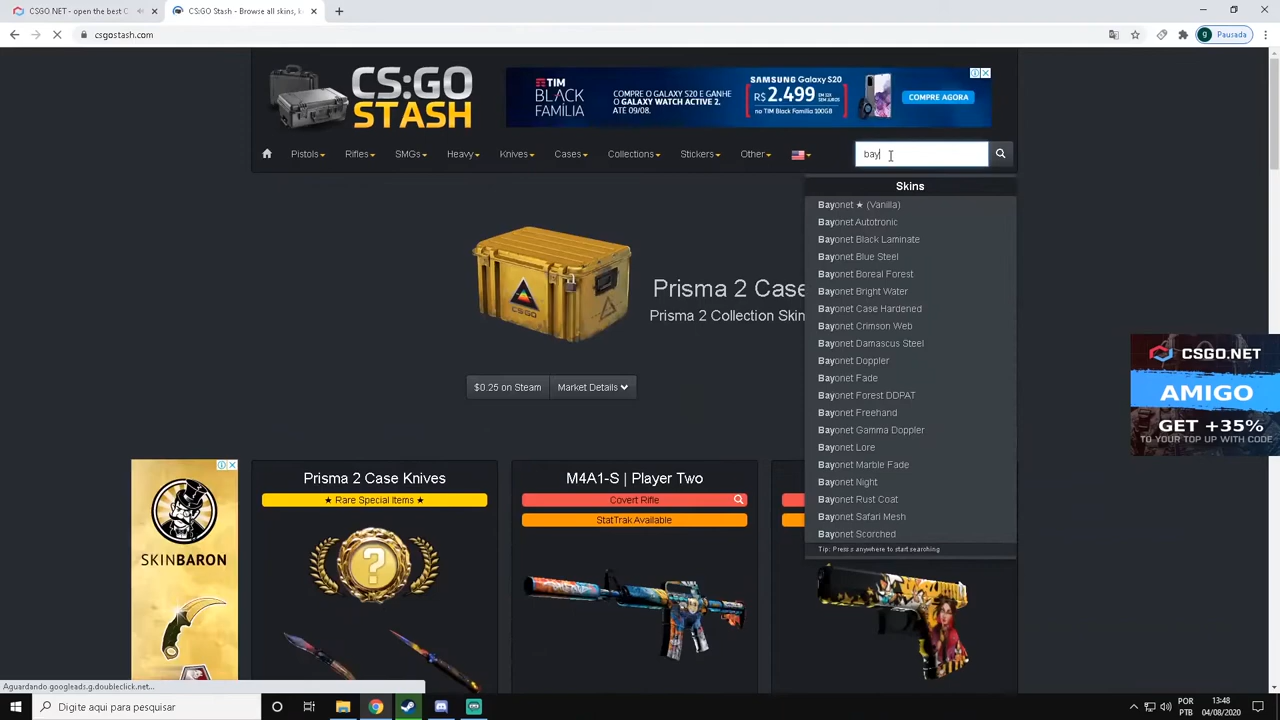 CSGO.NET - open the best C
CS:GO Stash - Browse all skins, k
csgostash.com
g
Pausada
CS:GO
STASH
TIM
BLACK
FAMILIA
COMPRE O GALAXY S20 E GANHE
O GALAXY WATCH ACTIVE 2.
ATÉ 09/08.
SAMSUNG Galaxy S20
R$ 2.499
no TIM Black Família 100GB
COMPRE AGORA
Pistols
Rifles
SMGs
Heavy
Knives
Cases
Collections
Stickers
Other
bay
Skins
Bayonet ★ (Vanilla)
Bayonet Autotronic
Bayonet Black Laminate
Bayonet Blue Steel
Bayonet Boreal Forest
Bayonet Bright Water
Bayonet Case Hardened
Bayonet Crimson Web
Bayonet Damascus Steel
Bayonet Doppler
Bayonet Fade
Bayonet Forest DDPAT
Bayonet Freehand
Bayonet Gamma Doppler
Bayonet Lore
Bayonet Marble Fade
Bayonet Night
Bayonet Rust Coat
Bayonet Safari Mesh
Bayonet Scorched
Tip: Press s anywhere to start searching
CS:GO
Prisma 2 Case
Prisma 2 Collection Skin
$0.25 on Steam
Market Details
CSGO.NET
AMIGO
GET +35%
TO YOUR TOP UP WITH CODE
SKINBARON
Prisma 2 Case Knives
★ Rare Special Items ★
?
M4A1-S | Player Two
Covert Rifle
StatTrak Available
Aguardando googleads.g.doubleclick.net...
Digite aqui para pesquisar
POR
PTB
13:48
04/08/2020